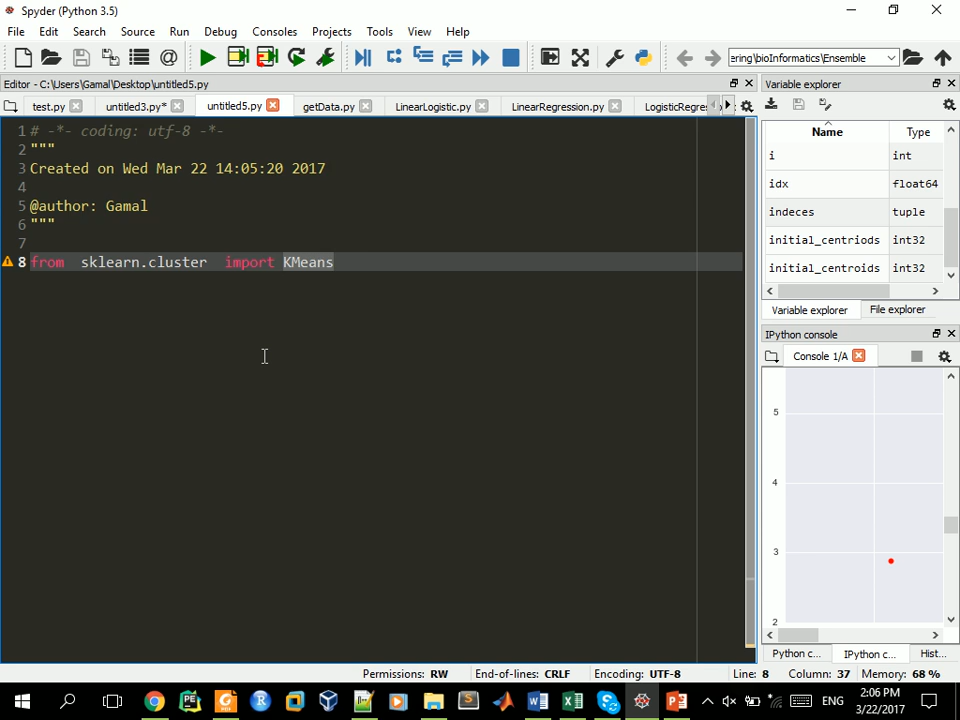 Spyder (Python 3.5)
File Edit Search Source Run Debug Consoles Projects Tools View Help
ering\bioInformatics\Ensemble
Editor - C:\Users\Gamal\Desktop\untitled5.py
test.py untitled3.py* untitled5.py getData.py LinearLogistic.py LinearRegression.py LogisticRegres
1 # -*- coding: utf-8 -*-
2 """
3 Created on Wed Mar 22 14:05:20 2017
4
5 @author: Gamal
6 """
7
8 from  sklearn.cluster  import KMeans
Variable explorer
Name Type
i int
idx float64
indeces tuple
initial_centriods int32
initial_centroids int32
Variable explorer File explorer
IPython console
Console 1/A
5
4
3
2
Python c... IPython c... Hist...
Permissions: RW End-of-lines: CRLF Encoding: UTF-8 Line: 8 Column: 37 Memory: 68 %
ENG
2:06 PM
3/22/2017